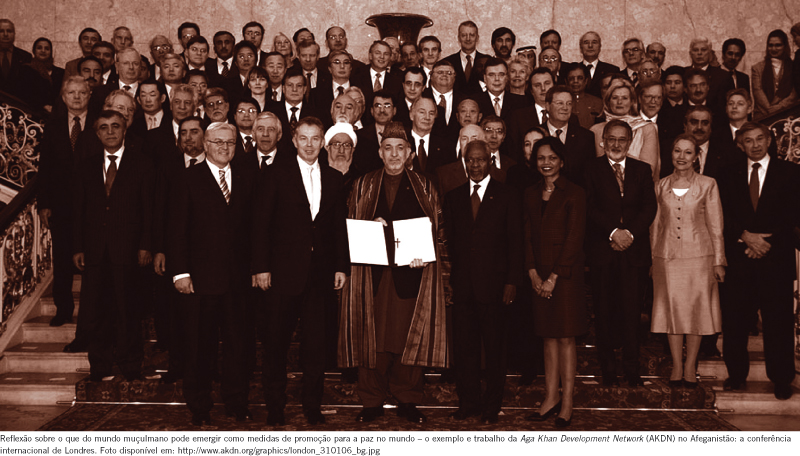 Reflexão sobre o que do mundo muçulmano pode emergir como medidas de promoção para a paz no mundo – o exemplo e trabalho da Aga Khan Development Network (AKDN) no Afeganistão: a conferência
internacional de Londres. Foto disponível em: http://www.akdn.org/graphics/london_310106_bg.jpg